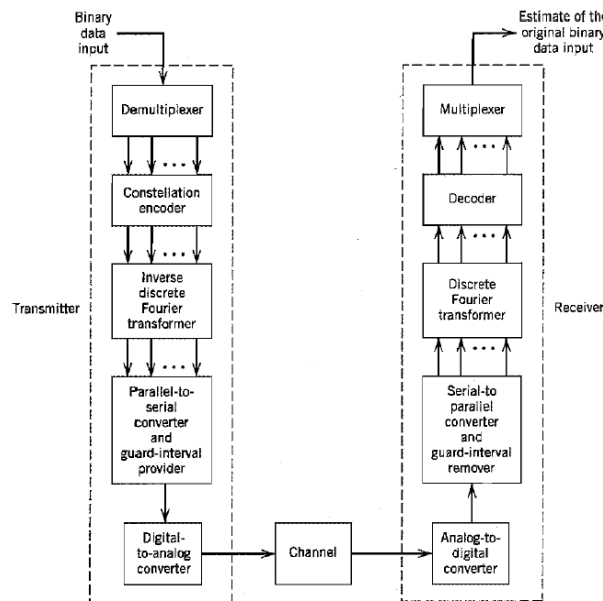 Binary
data
input
Estimate of the
original binary
data input
Demultiplexer
Constellation
encoder
Inverse
discrete
Fourier
transformer
Transmitter
Parallel-to-
serial
converter
and
guard-interval
provider
Digital-
to-analog
converter
Channel
Multiplexer
Decoder
Discrete
Fourier
transformer
Receiver
Serial-to
parallel
converter and
guard-interval
remover
Analog-to-
digital
converter